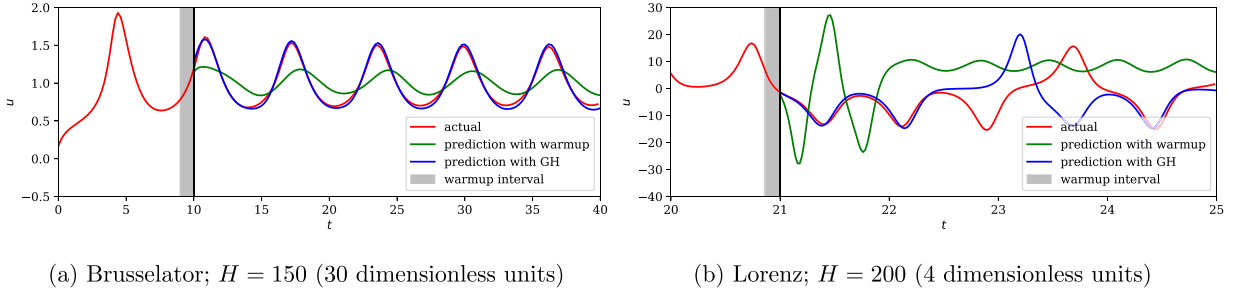 2.0
1.5
1.0
0.5
0.0
−0.5
u
0 5 10 15 20 25 30 35 40
t
actual
prediction with warmup
prediction with GH
warmup interval
(a) Brusselator; H = 150 (30 dimensionless units)
30
20
10
0
−10
−20
−30
−40
u
20 21 22 23 24 25
t
actual
prediction with warmup
prediction with GH
warmup interval
(b) Lorenz; H = 200 (4 dimensionless units)